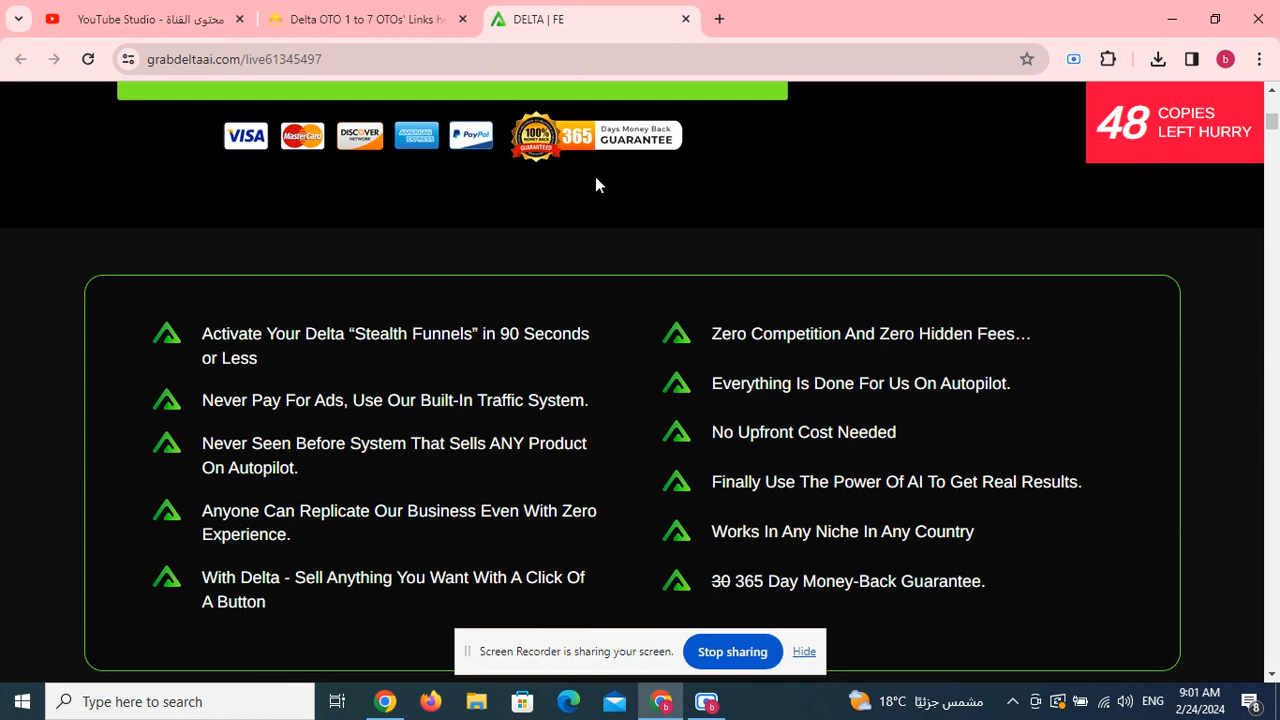 YouTube Studio - محتوى القناة
Delta OTO 1 to 7 OTOs' Links he
DELTA | FE
grabdeltaai.com/live61345497
b
VISA
MasterCard
DISCOVER
NETWORK
AMERICAN
EXPRESS
PayPal
100%
MONEY BACK
GUARANTEED
365
Days Money Back
GUARANTEE
48
COPIES
LEFT HURRY
Activate Your Delta “Stealth Funnels” in 90 Seconds
or Less
Never Pay For Ads, Use Our Built-In Traffic System.
Never Seen Before System That Sells ANY Product
On Autopilot.
Anyone Can Replicate Our Business Even With Zero
Experience.
With Delta - Sell Anything You Want With A Click Of
A Button
Zero Competition And Zero Hidden Fees…
Everything Is Done For Us On Autopilot.
No Upfront Cost Needed
Finally Use The Power Of AI To Get Real Results.
Works In Any Niche In Any Country
30 365 Day Money-Back Guarantee.
Screen Recorder is sharing your screen.
Stop sharing
Hide
Type here to search
b
b
18°C مشمس جزئيًا
ENG
9:01 AM
2/24/2024
8